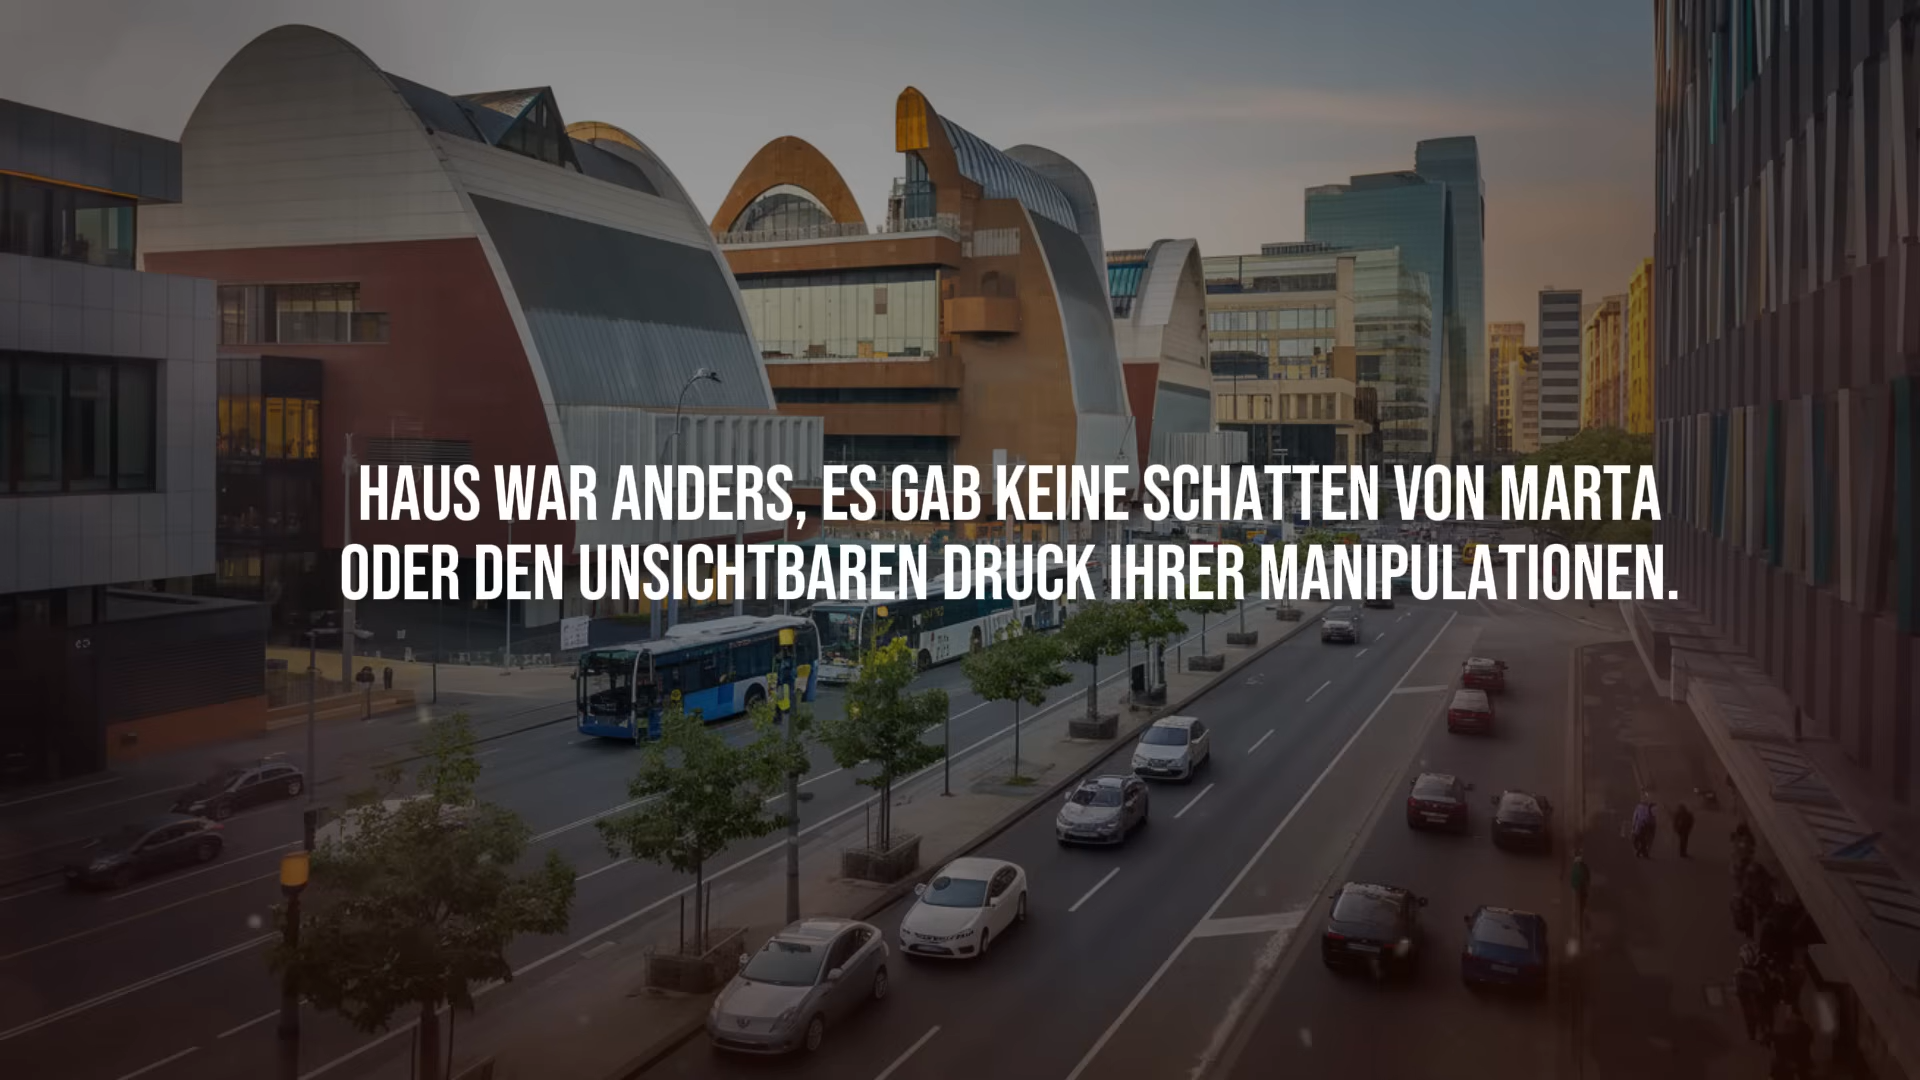 HAUS WAR ANDERS, ES GAB KEINE SCHATTEN VON MARTA
ODER DEN UNSICHTBAREN DRUCK IHRER MANIPULATIONEN.